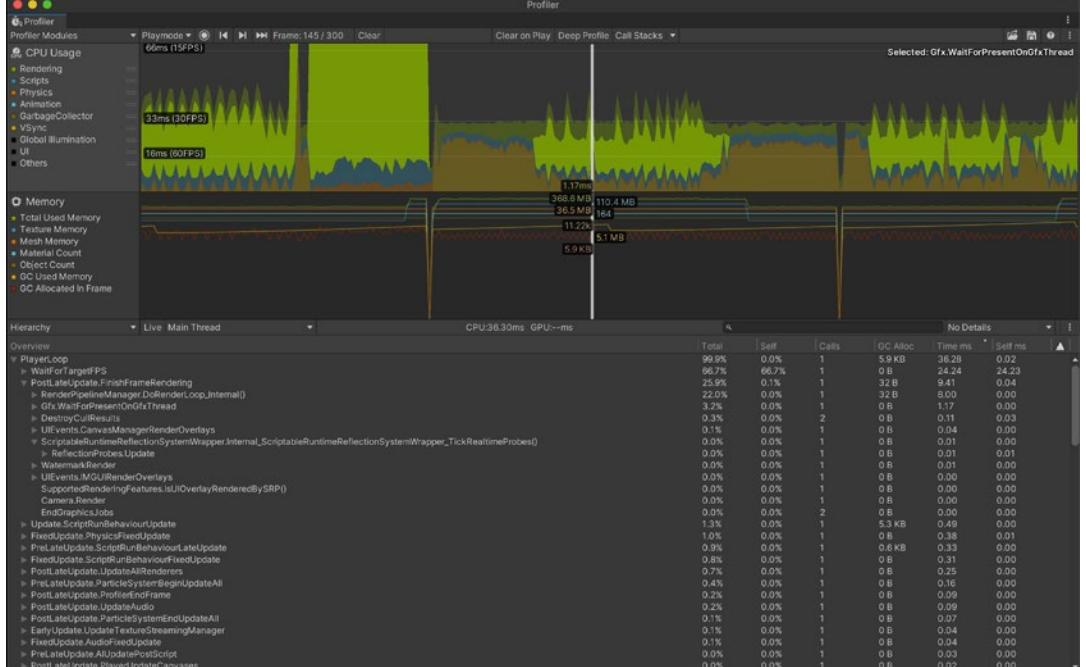 Profiler
Profiler
Profiler Modules Playmode Frame: 145 / 300 Clear Clear on Play Deep Profile Call Stacks
CPU Usage
Rendering
Scripts
Physics
Animation
GarbageCollector
VSync
Global Illumination
UI
Others
66ms (15FPS)
33ms (30FPS)
16ms (60FPS)
Selected: Gfx.WaitForPresentOnGfxThread
1.17ms
368.6 MB 110.4 MB
36.5 MB 164
11.22k
5.1 MB
5.9 KB
Memory
Total Used Memory
Texture Memory
Mesh Memory
Material Count
Object Count
GC Used Memory
GC Allocated In Frame
Hierarchy Live Main Thread CPU:36.30ms GPU:--ms No Details
Overview Total Self Calls GC Alloc Time ms Self ms
PlayerLoop 99.9% 0.0% 1 5.9 KB 36.28 0.02
WaitForTargetFPS 66.7% 66.7% 1 0 B 24.24 24.23
PostLateUpdate.FinishFrameRendering 25.9% 0.1% 1 32 B 9.41 0.04
RenderPipelineManager.DoRenderLoop_Internal() 22.0% 0.0% 1 32 B 8.00 0.00
Gfx.WaitForPresentOnGfxThread 3.2% 0.0% 1 0 B 1.17 0.00
DestroyCullResults 0.3% 0.0% 2 0 B 0.11 0.03
UIEvents.CanvasManagerRenderOverlays 0.1% 0.0% 1 0 B 0.04 0.00
ScriptableRuntimeReflectionSystemWrapper.Internal_ScriptableRuntimeReflectionSystemWrapper_TickRealtimeProbes() 0.0% 0.0% 1 0 B 0.01 0.00
ReflectionProbes.Update 0.0% 0.0% 1 0 B 0.01 0.01
WatermarkRender 0.0% 0.0% 1 0 B 0.01 0.00
UIEvents.IMGUIRenderOverlays 0.0% 0.0% 1 0 B 0.00 0.00
SupportedRenderingFeatures.IsUIOverlayRenderedBySRP() 0.0% 0.0% 1 0 B 0.00 0.00
Camera.Render 0.0% 0.0% 1 0 B 0.00 0.00
EndGraphicsJobs 0.0% 0.0% 2 0 B 0.00 0.00
Update.ScriptRunBehaviourUpdate 1.3% 0.0% 1 5.3 KB 0.49 0.00
FixedUpdate.PhysicsFixedUpdate 1.0% 0.0% 1 0 B 0.38 0.01
PreLateUpdate.ScriptRunBehaviourLateUpdate 0.9% 0.0% 1 0.6 KB 0.33 0.00
FixedUpdate.ScriptRunBehaviourFixedUpdate 0.8% 0.0% 1 0 B 0.31 0.00
PostLateUpdate.UpdateAllRenderers 0.7% 0.0% 1 0 B 0.25 0.00
PreLateUpdate.ParticleSystemBeginUpdateAll 0.4% 0.0% 1 0 B 0.16 0.00
PostLateUpdate.ProfilerEndFrame 0.2% 0.0% 1 0 B 0.09 0.00
PostLateUpdate.UpdateAudio 0.2% 0.0% 1 0 B 0.09 0.00
PostLateUpdate.ParticleSystemEndUpdateAll 0.1% 0.0% 1 0 B 0.07 0.00
EarlyUpdate.UpdateTextureStreamingManager 0.1% 0.0% 1 0 B 0.04 0.00
FixedUpdate.AudioFixedUpdate 0.1% 0.0% 1 0 B 0.04 0.00
PreLateUpdate.AIUpdatePostScript 0.0% 0.0% 1 0 B 0.03 0.00